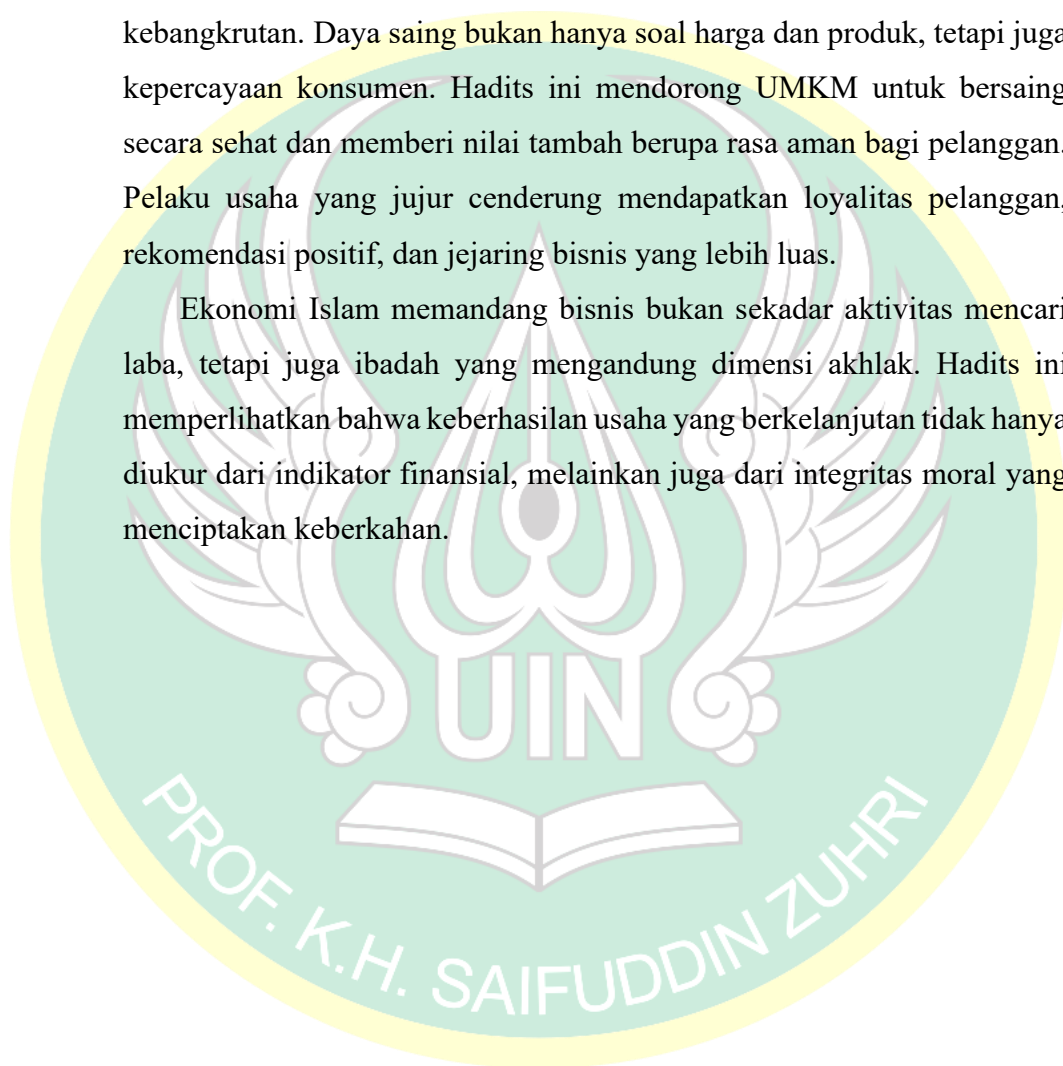 kebangkrutan. Daya saing bukan hanya soal harga dan produk, tetapi juga
kepercayaan konsumen. Hadits ini mendorong UMKM untuk bersaing
secara sehat dan memberi nilai tambah berupa rasa aman bagi pelanggan.
Pelaku usaha yang jujur cenderung mendapatkan loyalitas pelanggan,
rekomendasi positif, dan jejaring bisnis yang lebih luas.
Ekonomi Islam memandang bisnis bukan sekadar aktivitas mencari
laba, tetapi juga ibadah yang mengandung dimensi akhlak. Hadits ini
memperlihatkan bahwa keberhasilan usaha yang berkelanjutan tidak hanya
diukur dari indikator finansial, melainkan juga dari integritas moral yang
menciptakan keberkahan.
UIN
PROF. K.H. SAIFUDDIN ZUHRI